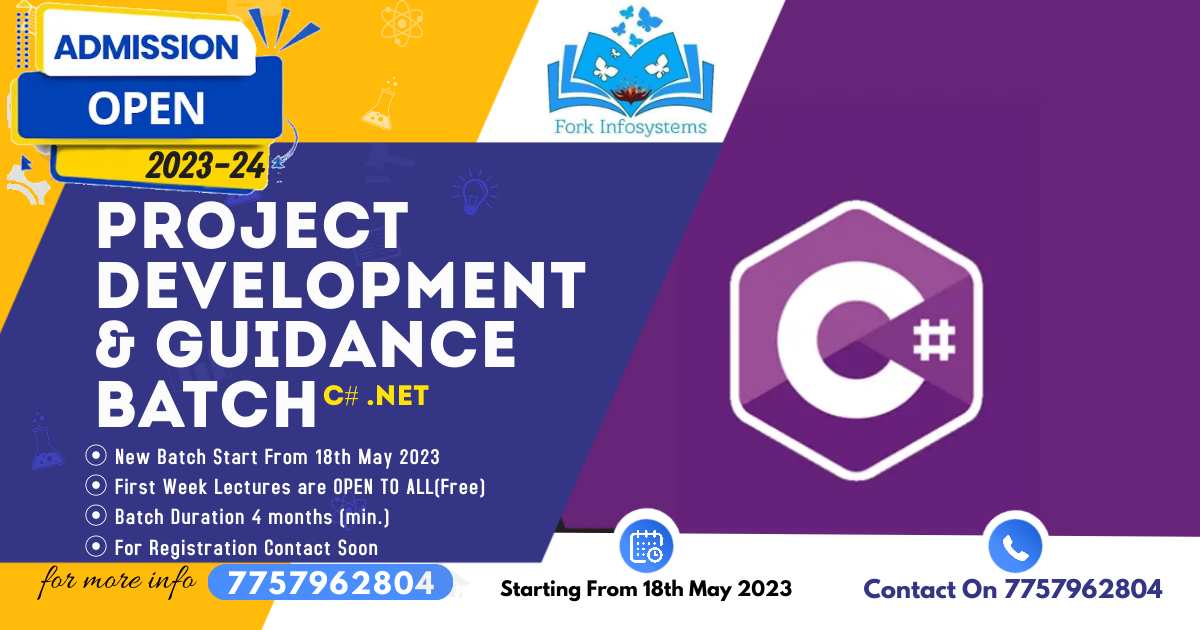 ADMISSION
OPEN
2023-24
Fork Infosystems
PROJECT
DEVELOPMENT
& GUIDANCE
BATCH C# .NET
New Batch Start From 18th May 2023
First Week Lectures are OPEN TO ALL(Free)
Batch Duration 4 months (min.)
For Registration Contact Soon
for more info 7757962804
C#
Starting From 18th May 2023
Contact On 7757962804